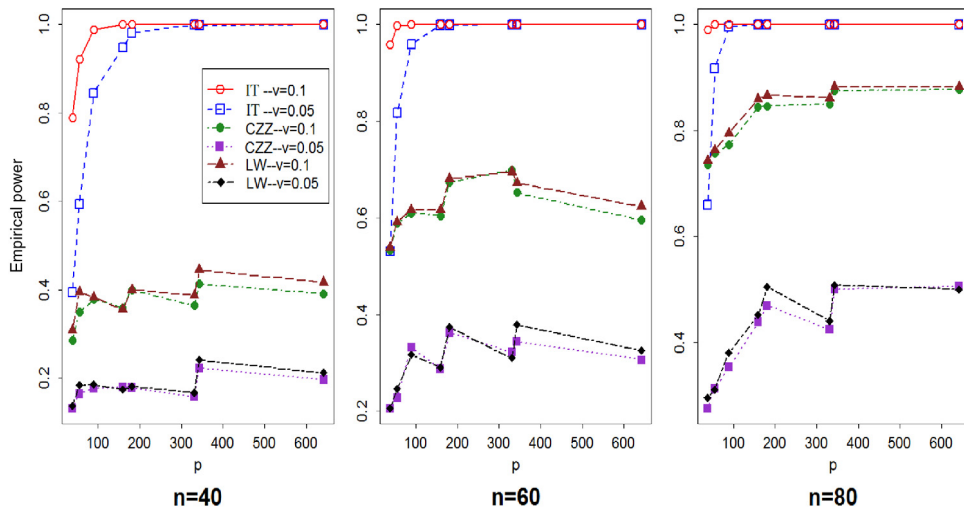 Empirical power
1.0
0.8
0.6
0.4
0.2
IT --v=0.1
IT --v=0.05
CZZ--v=0.1
CZZ--v=0.05
LW--v=0.1
LW--v=0.05
100 200 300 400 500 600
p
n=40
1.0
0.8
0.6
0.4
0.2
100 200 300 400 500 600
p
n=60
1.0
0.8
0.6
0.4
100 200 300 400 500 600
p
n=80